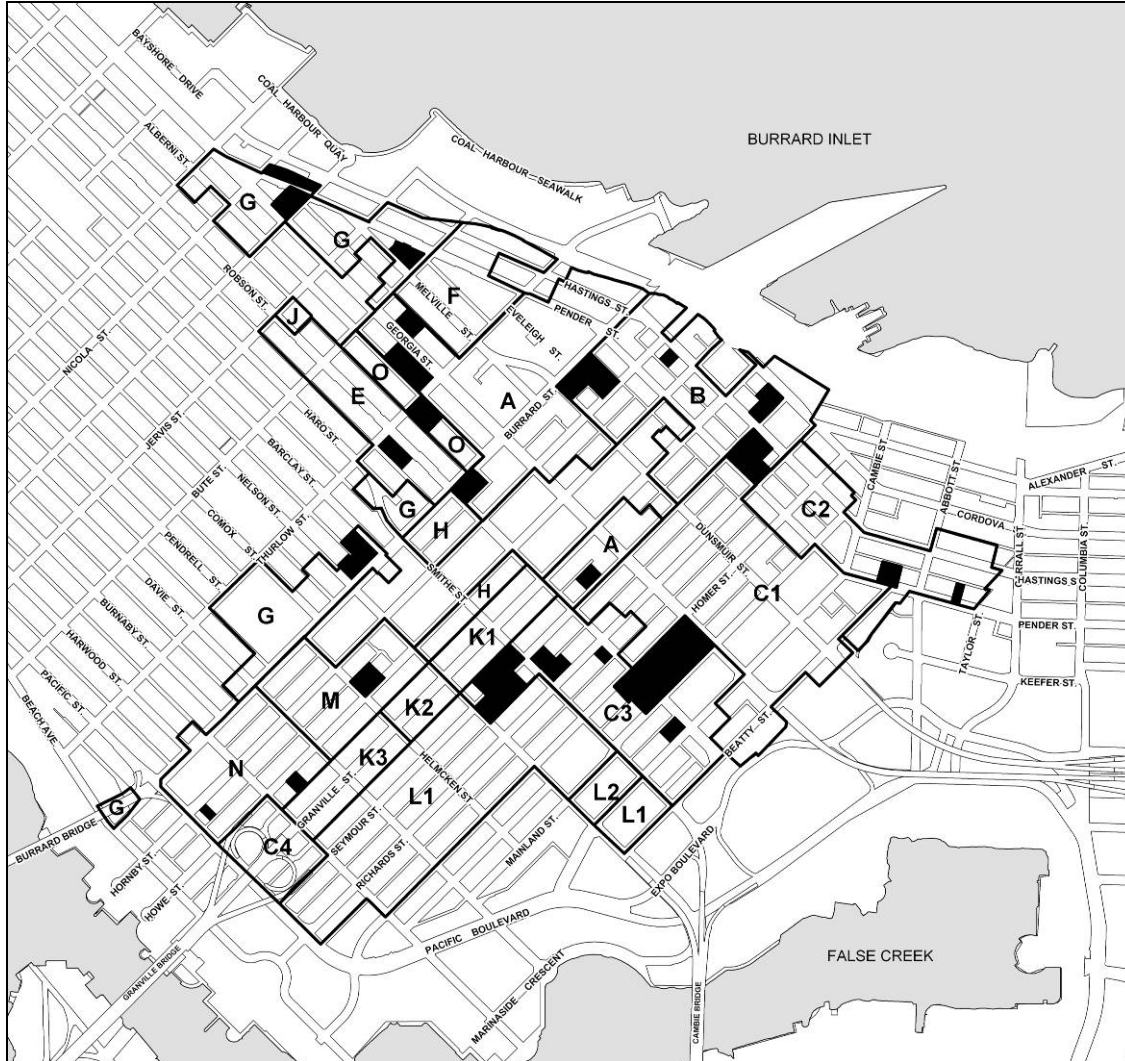 BAYSHORE DRIVE
COAL HARBOUR QUAY
COAL HARBOUR SEAWALK
BURRARD INLET
ALBERNI ST.
G
G
F
HASTINGS ST.
PENDER ST.
MELVILLE ST.
EVELEIGH ST.
GEORGIA ST.
ROBSON ST.
J
O
E
A
BURRARD ST.
B
NICOLA ST.
HARO ST.
JERVIS ST.
BARCLAY ST.
O
CAMBIE ST.
ABBOTT ST.
ALEXANDER ST.
CORDOVA
C2
BUTE ST.
NELSON ST.
G
H
COMOX ST.
THURLOW ST.
PENDRELL ST.
SMITHE ST.
A
DUNSMUIR ST.
HOMER ST.
C1
CARRALL ST.
COLUMBIA ST.
HASTINGS S
PENDER ST.
TAYLOR ST.
KEEFER ST.
DAVIE ST.
BURNABY ST.
HARWOOD ST.
PACIFIC ST.
BEACH AVE
G
H
K1
M
K2
C3
BEATTY ST.
K3
N
GRANVILLE ST.
HELMCKEN ST.
L1
L2
L1
SEYMOUR ST.
G
BURRARD BRIDGE
C4
RICHARDS ST.
MAINLAND ST.
EXPO BOULEVARD
HORNBY ST.
HOWE ST.
PACIFIC BOULEVARD
GRANVILLE BRIDGE
MARINASIDE CRESCENT
CAMBIE BRIDGE
FALSE CREEK